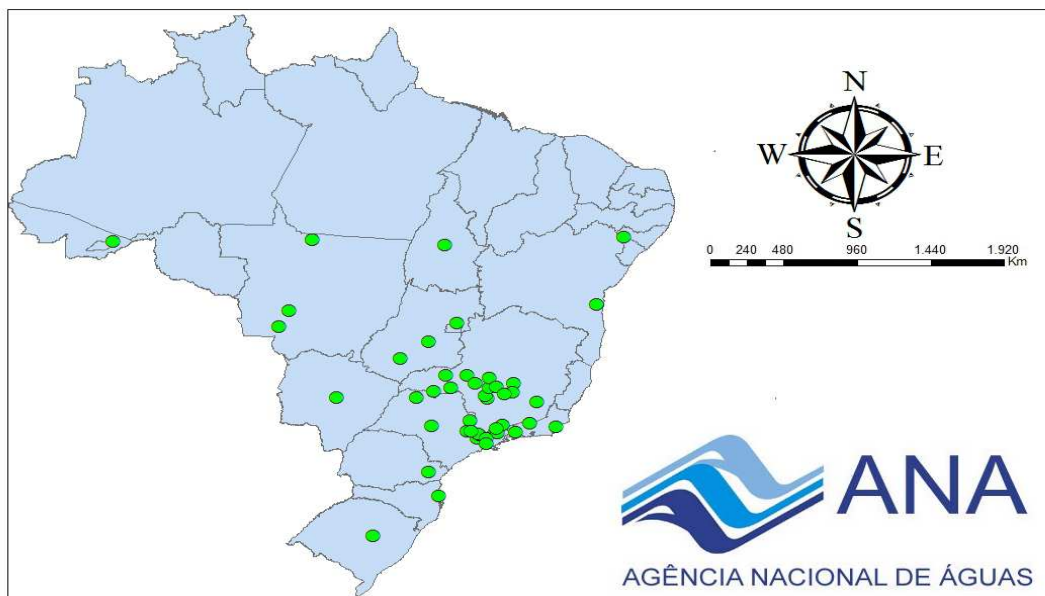 N
W E
S
0 240 480 960 1.440 1.920
Km
ANA
AGÊNCIA NACIONAL DE ÁGUAS